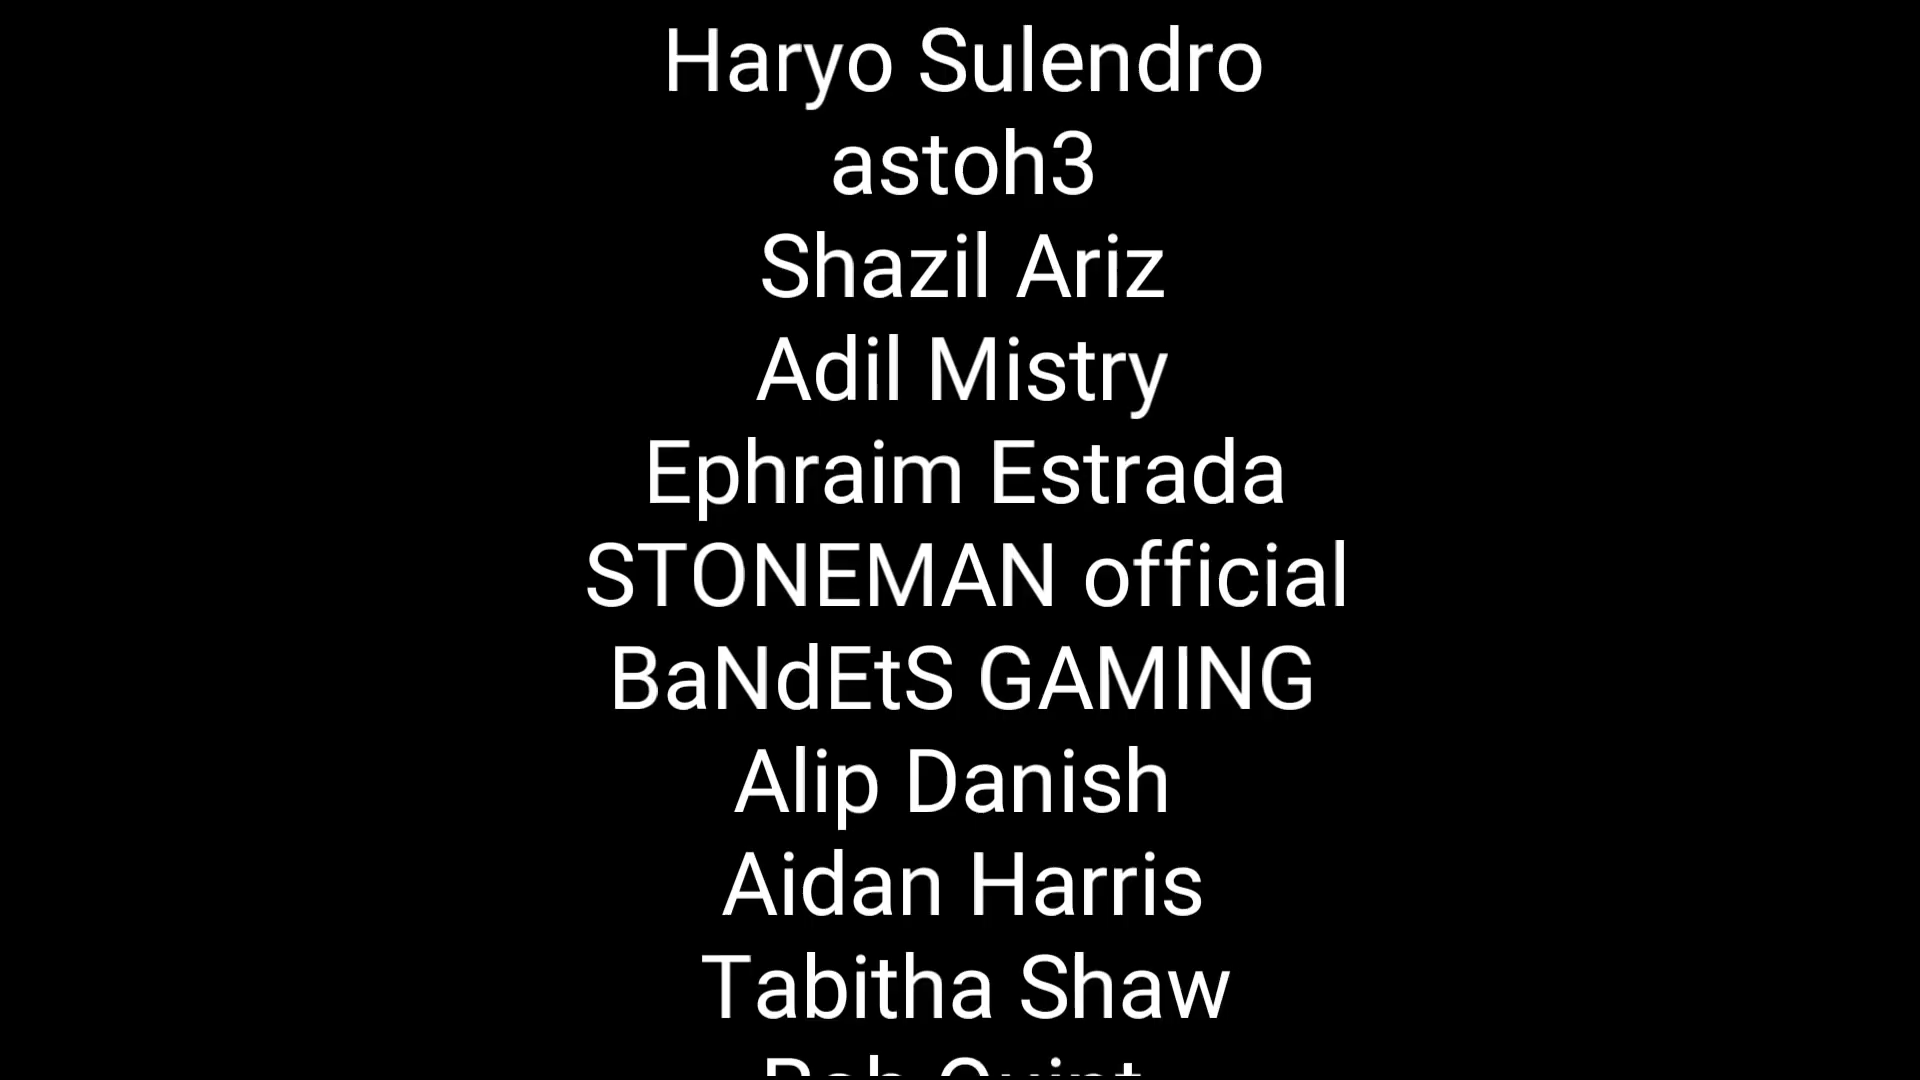 Haryo Sulendro
astoh3
Shazil Ariz
Adil Mistry
Ephraim Estrada
STONEMAN official
BaNdEtS GAMING
Alip Danish
Aidan Harris
Tabitha Shaw